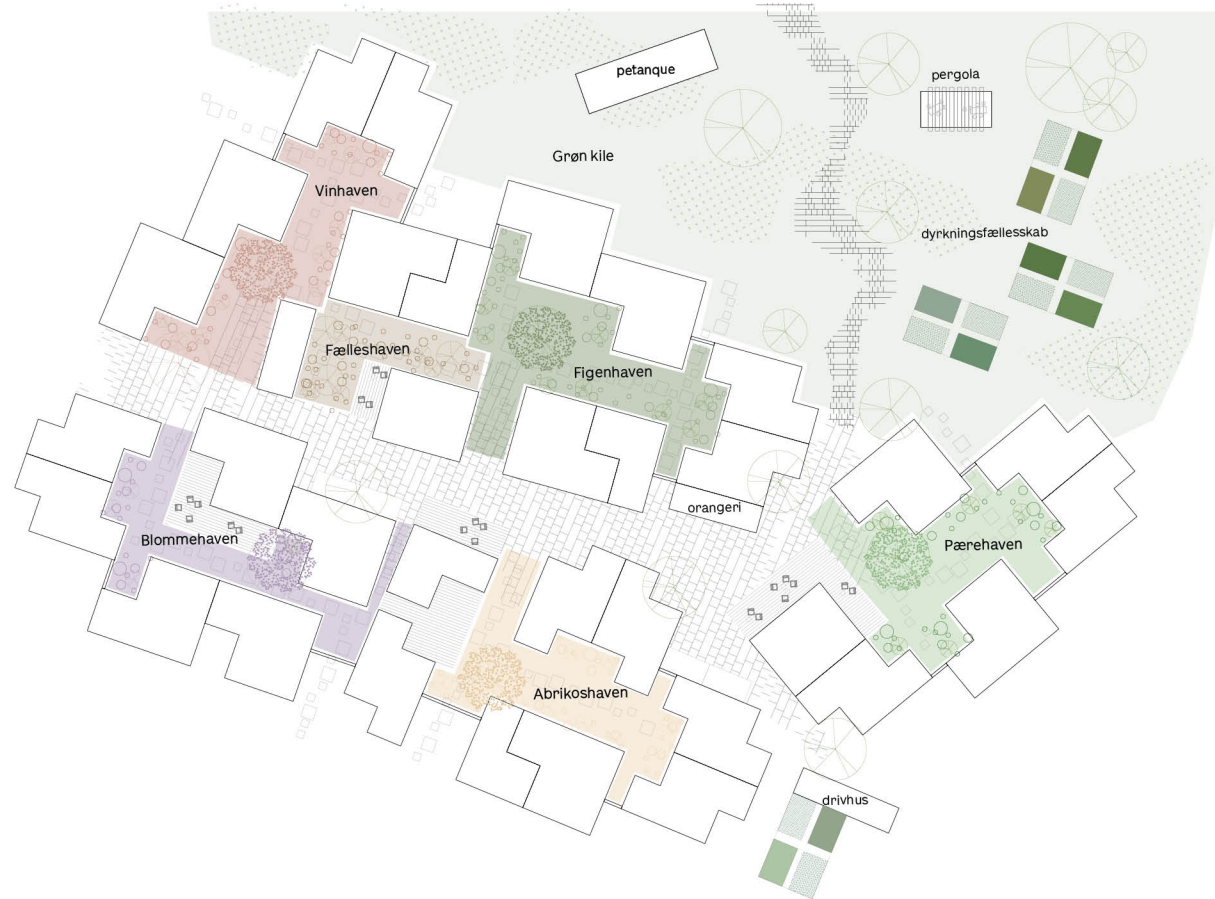 petanque
pergola
Grøn kile
Vinhaven
dyrkningsfællesskab
Fælleshaven
Figenhaven
orangeri
Blommehaven
Pærehaven
Abrikoshaven
drivhus